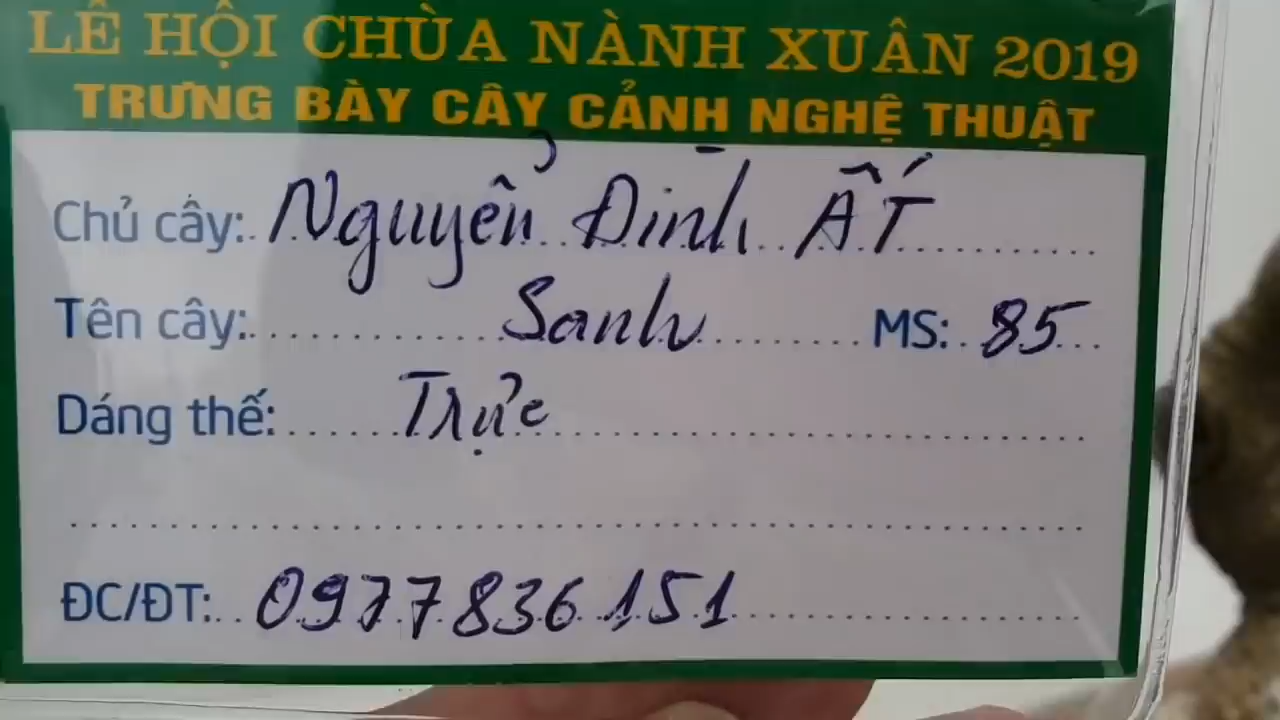 LỄ HỘI CHÙA NÀNH XUÂN 2019
TRƯNG BÀY CÂY CẢNH NGHỆ THUẬT
Chủ cây: Nguyễn Đình ẤT
Tên cây: Sanh MS: 85
Dáng thế: Trực
ĐC/ĐT: 0977836151